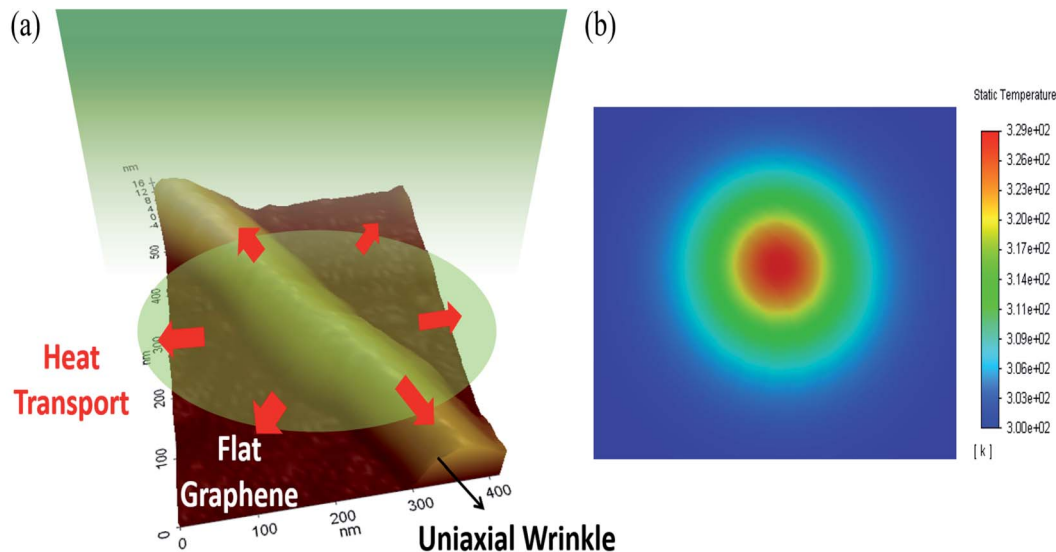 (a)
(b)
nm
16
12
8
4
0
500
400
nm
300
200
100
0
0
100
200
nm
300
400
Heat
Transport
Flat
Graphene
Uniaxial Wrinkle
Static Temperature
3.29e+02
3.26e+02
3.23e+02
3.20e+02
3.17e+02
3.14e+02
3.11e+02
3.09e+02
3.06e+02
3.03e+02
3.00e+02
[ k ]